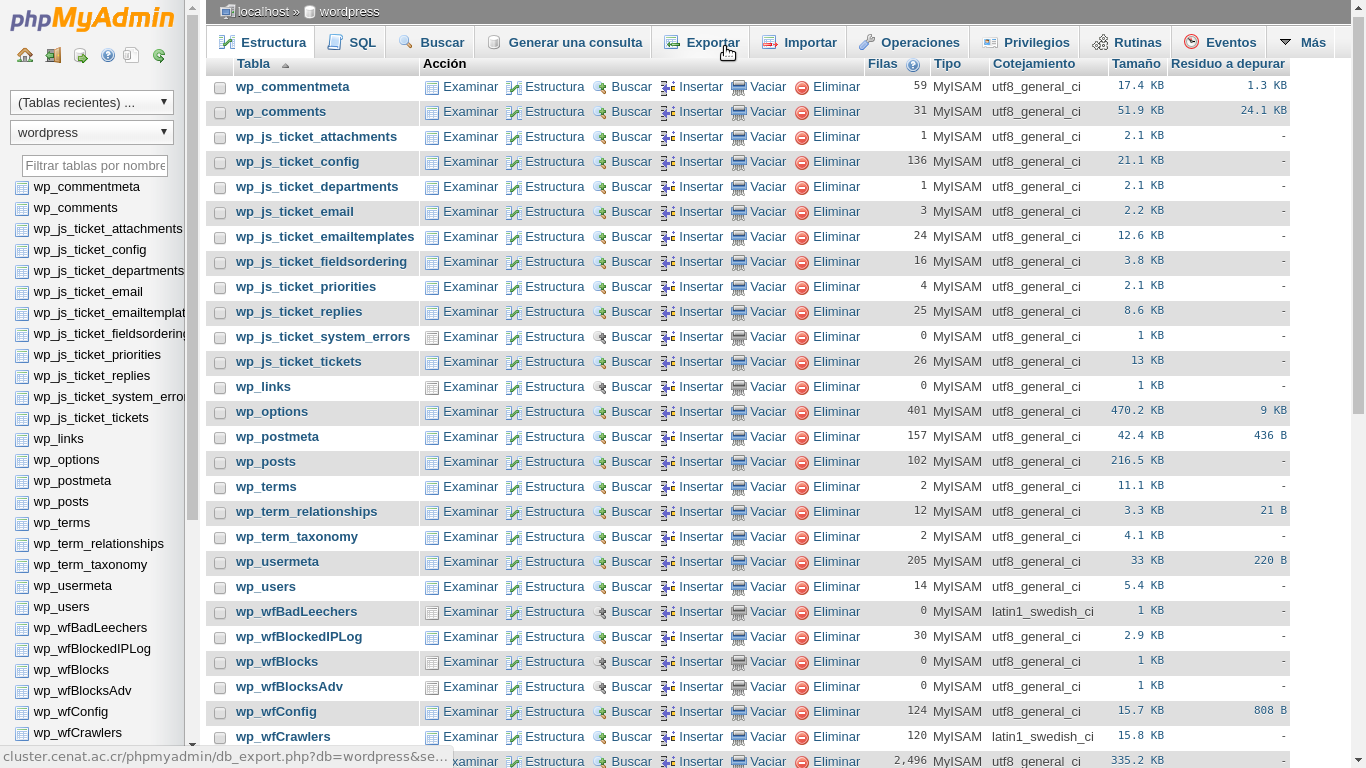 phpMyAdmin
(Tablas recientes) ...
wordpress
Filtrar tablas por nombre
wp_commentmeta
wp_comments
wp_js_ticket_attachments
wp_js_ticket_config
wp_js_ticket_departments
wp_js_ticket_email
wp_js_ticket_emailtemplat
wp_js_ticket_fieldsordering
wp_js_ticket_priorities
wp_js_ticket_replies
wp_js_ticket_system_error
wp_js_ticket_tickets
wp_links
wp_options
wp_postmeta
wp_posts
wp_terms
wp_term_relationships
wp_term_taxonomy
wp_usermeta
wp_users
wp_wfBadLeechers
wp_wfBlockedIPLog
wp_wfBlocks
wp_wfBlocksAdv
wp_wfConfig
wp_wfCrawlers
cluster.cenat.ac.cr/phpmyadmin/db_export.php?db=wordpress&se...
localhost » wordpress
Estructura SQL Buscar Generar una consulta Exportar Importar Operaciones Privilegios Rutinas Eventos Más
Tabla Acción Filas Tipo Cotejamiento Tamaño Residuo a depurar
wp_commentmeta Examinar Estructura Buscar Insertar Vaciar Eliminar 59 MyISAM utf8_general_ci 17.4 KB 1.3 KB
wp_comments Examinar Estructura Buscar Insertar Vaciar Eliminar 31 MyISAM utf8_general_ci 51.9 KB 24.1 KB
wp_js_ticket_attachments Examinar Estructura Buscar Insertar Vaciar Eliminar 1 MyISAM utf8_general_ci 2.1 KB -
wp_js_ticket_config Examinar Estructura Buscar Insertar Vaciar Eliminar 136 MyISAM utf8_general_ci 21.1 KB -
wp_js_ticket_departments Examinar Estructura Buscar Insertar Vaciar Eliminar 1 MyISAM utf8_general_ci 2.1 KB -
wp_js_ticket_email Examinar Estructura Buscar Insertar Vaciar Eliminar 3 MyISAM utf8_general_ci 2.2 KB -
wp_js_ticket_emailtemplates Examinar Estructura Buscar Insertar Vaciar Eliminar 24 MyISAM utf8_general_ci 12.6 KB -
wp_js_ticket_fieldsordering Examinar Estructura Buscar Insertar Vaciar Eliminar 16 MyISAM utf8_general_ci 3.8 KB -
wp_js_ticket_priorities Examinar Estructura Buscar Insertar Vaciar Eliminar 4 MyISAM utf8_general_ci 2.1 KB -
wp_js_ticket_replies Examinar Estructura Buscar Insertar Vaciar Eliminar 25 MyISAM utf8_general_ci 8.6 KB -
wp_js_ticket_system_errors Examinar Estructura Buscar Insertar Vaciar Eliminar 0 MyISAM utf8_general_ci 1 KB -
wp_js_ticket_tickets Examinar Estructura Buscar Insertar Vaciar Eliminar 26 MyISAM utf8_general_ci 13 KB -
wp_links Examinar Estructura Buscar Insertar Vaciar Eliminar 0 MyISAM utf8_general_ci 1 KB -
wp_options Examinar Estructura Buscar Insertar Vaciar Eliminar 401 MyISAM utf8_general_ci 470.2 KB 9 KB
wp_postmeta Examinar Estructura Buscar Insertar Vaciar Eliminar 157 MyISAM utf8_general_ci 42.4 KB 436 B
wp_posts Examinar Estructura Buscar Insertar Vaciar Eliminar 102 MyISAM utf8_general_ci 216.5 KB -
wp_terms Examinar Estructura Buscar Insertar Vaciar Eliminar 2 MyISAM utf8_general_ci 11.1 KB -
wp_term_relationships Examinar Estructura Buscar Insertar Vaciar Eliminar 12 MyISAM utf8_general_ci 3.3 KB 21 B
wp_term_taxonomy Examinar Estructura Buscar Insertar Vaciar Eliminar 2 MyISAM utf8_general_ci 4.1 KB -
wp_usermeta Examinar Estructura Buscar Insertar Vaciar Eliminar 205 MyISAM utf8_general_ci 33 KB 220 B
wp_users Examinar Estructura Buscar Insertar Vaciar Eliminar 14 MyISAM utf8_general_ci 5.4 KB -
wp_wfBadLeechers Examinar Estructura Buscar Insertar Vaciar Eliminar 0 MyISAM latin1_swedish_ci 1 KB -
wp_wfBlockedIPLog Examinar Estructura Buscar Insertar Vaciar Eliminar 30 MyISAM utf8_general_ci 2.9 KB -
wp_wfBlocks Examinar Estructura Buscar Insertar Vaciar Eliminar 0 MyISAM utf8_general_ci 1 KB -
wp_wfBlocksAdv Examinar Estructura Buscar Insertar Vaciar Eliminar 0 MyISAM utf8_general_ci 1 KB -
wp_wfConfig Examinar Estructura Buscar Insertar Vaciar Eliminar 124 MyISAM utf8_general_ci 15.7 KB 808 B
wp_wfCrawlers Examinar Estructura Buscar Insertar Vaciar Eliminar 120 MyISAM latin1_swedish_ci 15.8 KB -
xaminar Estructura Buscar Insertar Vaciar Eliminar 2,496 MyISAM utf8_general_ci 335.2 KB -